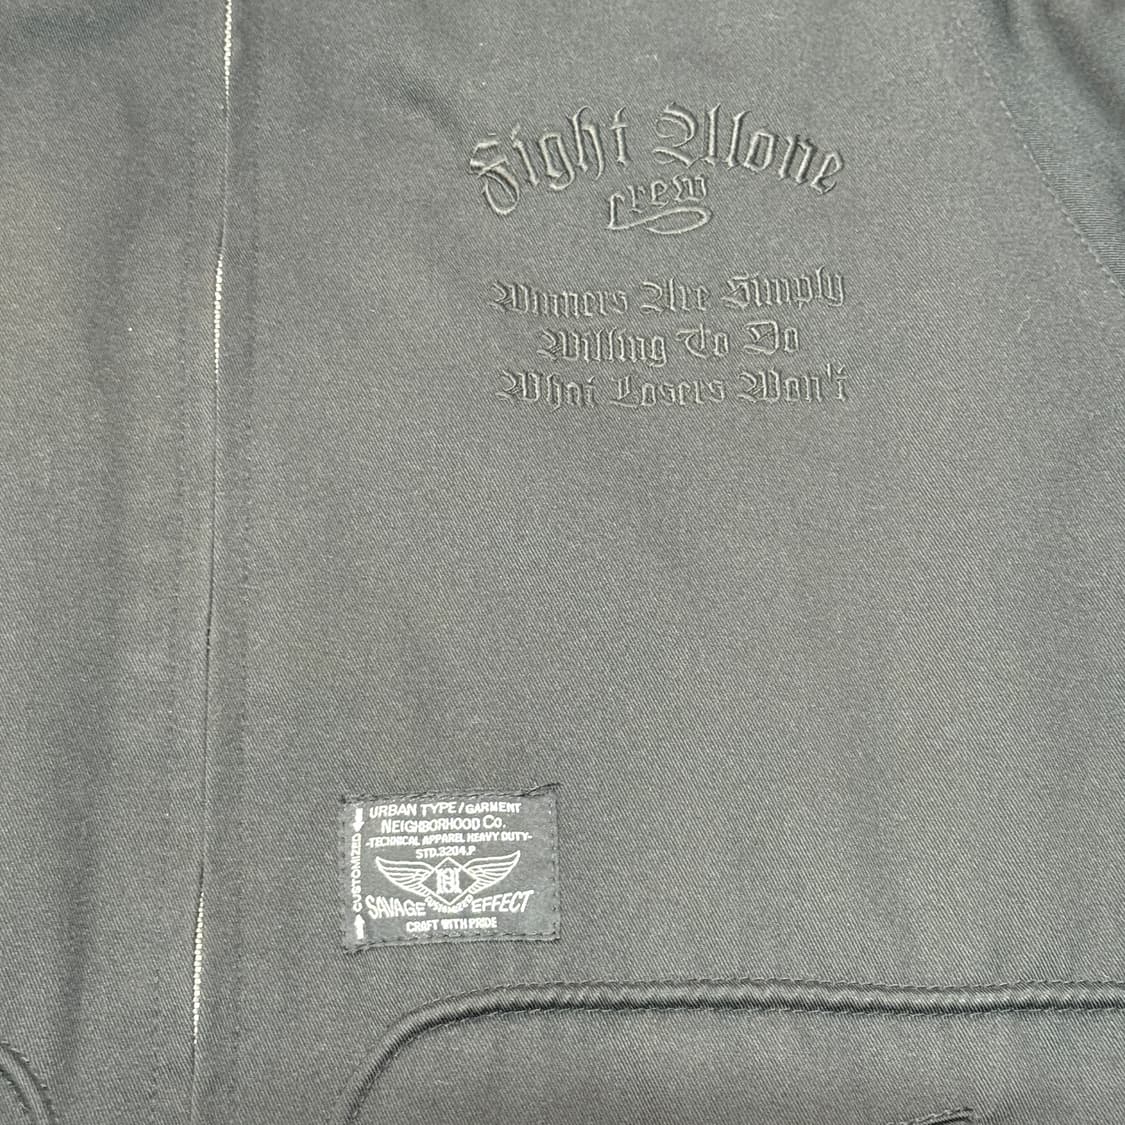 Fight Alone
Crew
Winners Are Simply
Willing To Do
What Losers Won't
URBAN TYPE/GARMENT
NEIGHBORHOOD CO.
-TECHNICAL APPAREL HEAVY DUTY-
STD.3204.P
CUSTOMIZED
CUSTOMIZED
SAVAGE EFFECT
CRAFT WITH PRIDE